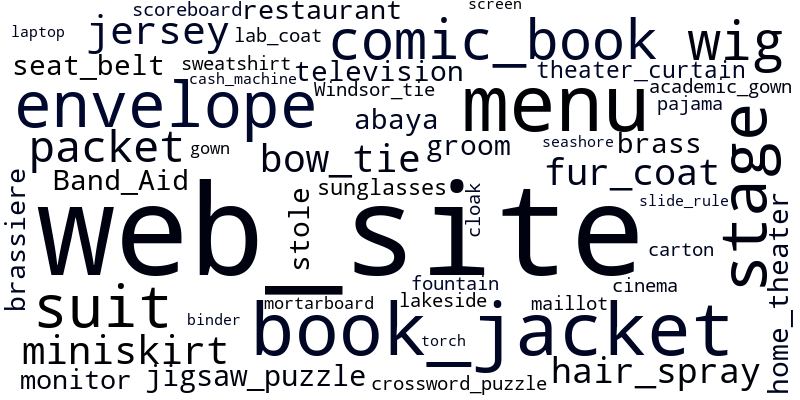 scoreboard restaurant screen
laptop jersey lab_coat comic_book wig
seat_belt sweatshirt television theater_curtain
cash_machine Windsor_tie academic_gown
envelope menu pajama
abaya
packet gown bow_tie groom seashore brass stage
Band_Aid sunglasses fur_coat
brassiere web_site stole cloak slide_rule home_theater
carton
fountain cinema
suit mortarboard lakeside maillot
binder book_jacket torch
miniskirt
monitor jigsaw_puzzle crossword_puzzle hair_spray